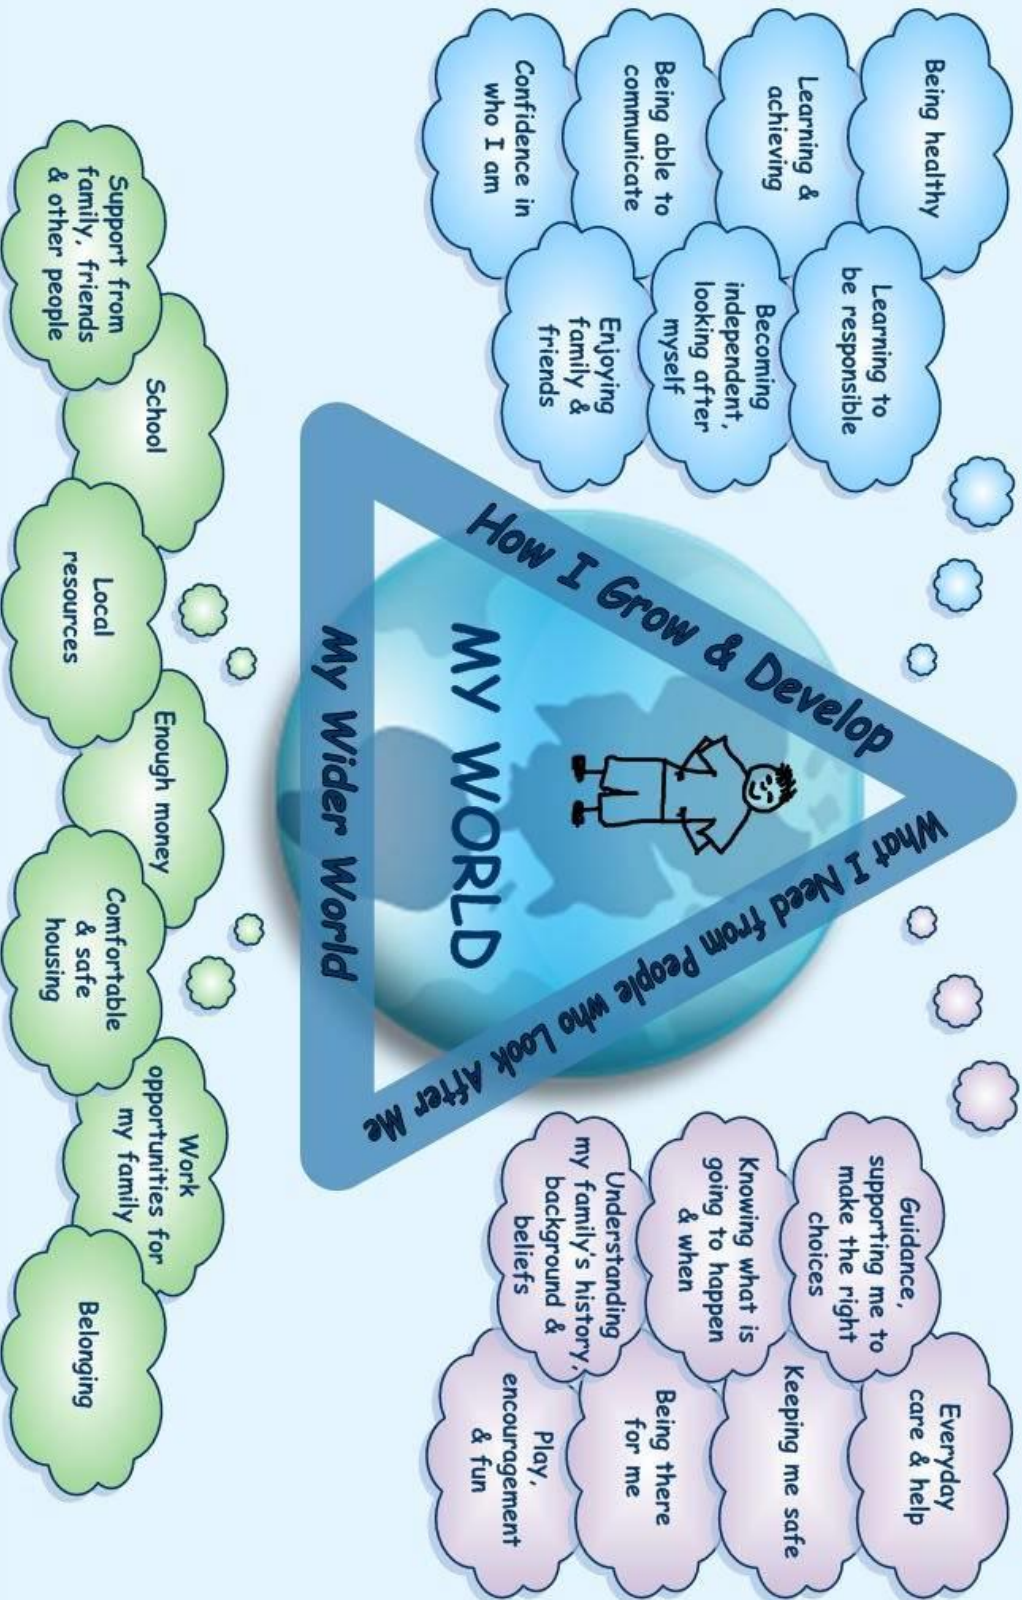 Being healthy
Learning &
achieving
Being able to
communicate
Confidence in
who I am
Learning to
be responsible
Becoming
independent,
looking after
myself
Enjoying
family &
friends
How I Grow & Develop
What I Need from People who Look After Me
Everyday
care & help
Keeping me safe
Being there
for me
Play,
encouragement
& fun
Guidance,
supporting me to
make the right
choices
Knowing what is
going to happen
& when
Understanding
my family's history,
background &
beliefs
MY WORLD
My Wider World
Support from
family, friends
& other people
School
Local
resources
Enough money
Comfortable
& safe
housing
Work
opportunities for
my family
Belonging